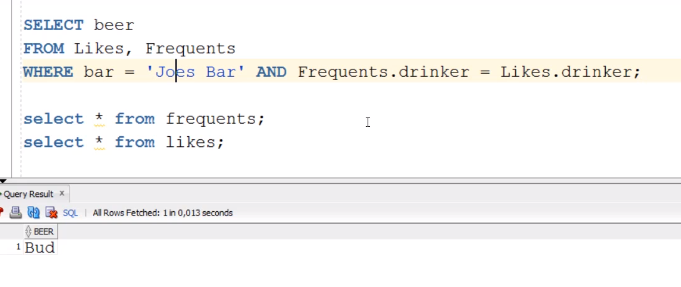 SELECT beer
FROM Likes, Frequents
WHERE bar = 'Joes Bar' AND Frequents.drinker = Likes.drinker;
select * from frequents;
select * from likes;
Query Result x
SQL | All Rows Fetched: 1 in 0,013 seconds
BEER
1 Bud